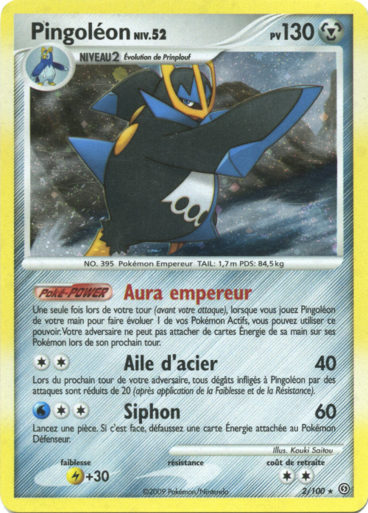 Pingoléon NIV.52 PV 130
NIVEAU 2 Évolution de Prinplouf
NO. 395 Pokémon Empereur TAIL: 1,7m PDS: 84,5kg
Poké-POWER Aura empereur
Une seule fois lors de votre tour (avant votre attaque), lorsque vous jouez Pingoléon
de votre main pour faire évoluer 1 de vos Pokémon Actifs, vous pouvez utiliser ce
pouvoir. Votre adversaire ne peut pas attacher de cartes Énergie de sa main sur ses
Pokémon lors de son prochain tour.
Aile d'acier 40
Lors du prochain tour de votre adversaire, tous dégâts infligés à Pingoléon par des
attaques sont réduits de 20 (après application de la Faiblesse et de la Résistance).
Siphon 60
Lancez une pièce. Si c'est face, défaussez une carte Énergie attachée au Pokémon
Défenseur.
Illus. Kouki Saitou
faiblesse résistance coût de retraite
+30
©2009 Pokémon/Nintendo 2/100 ★